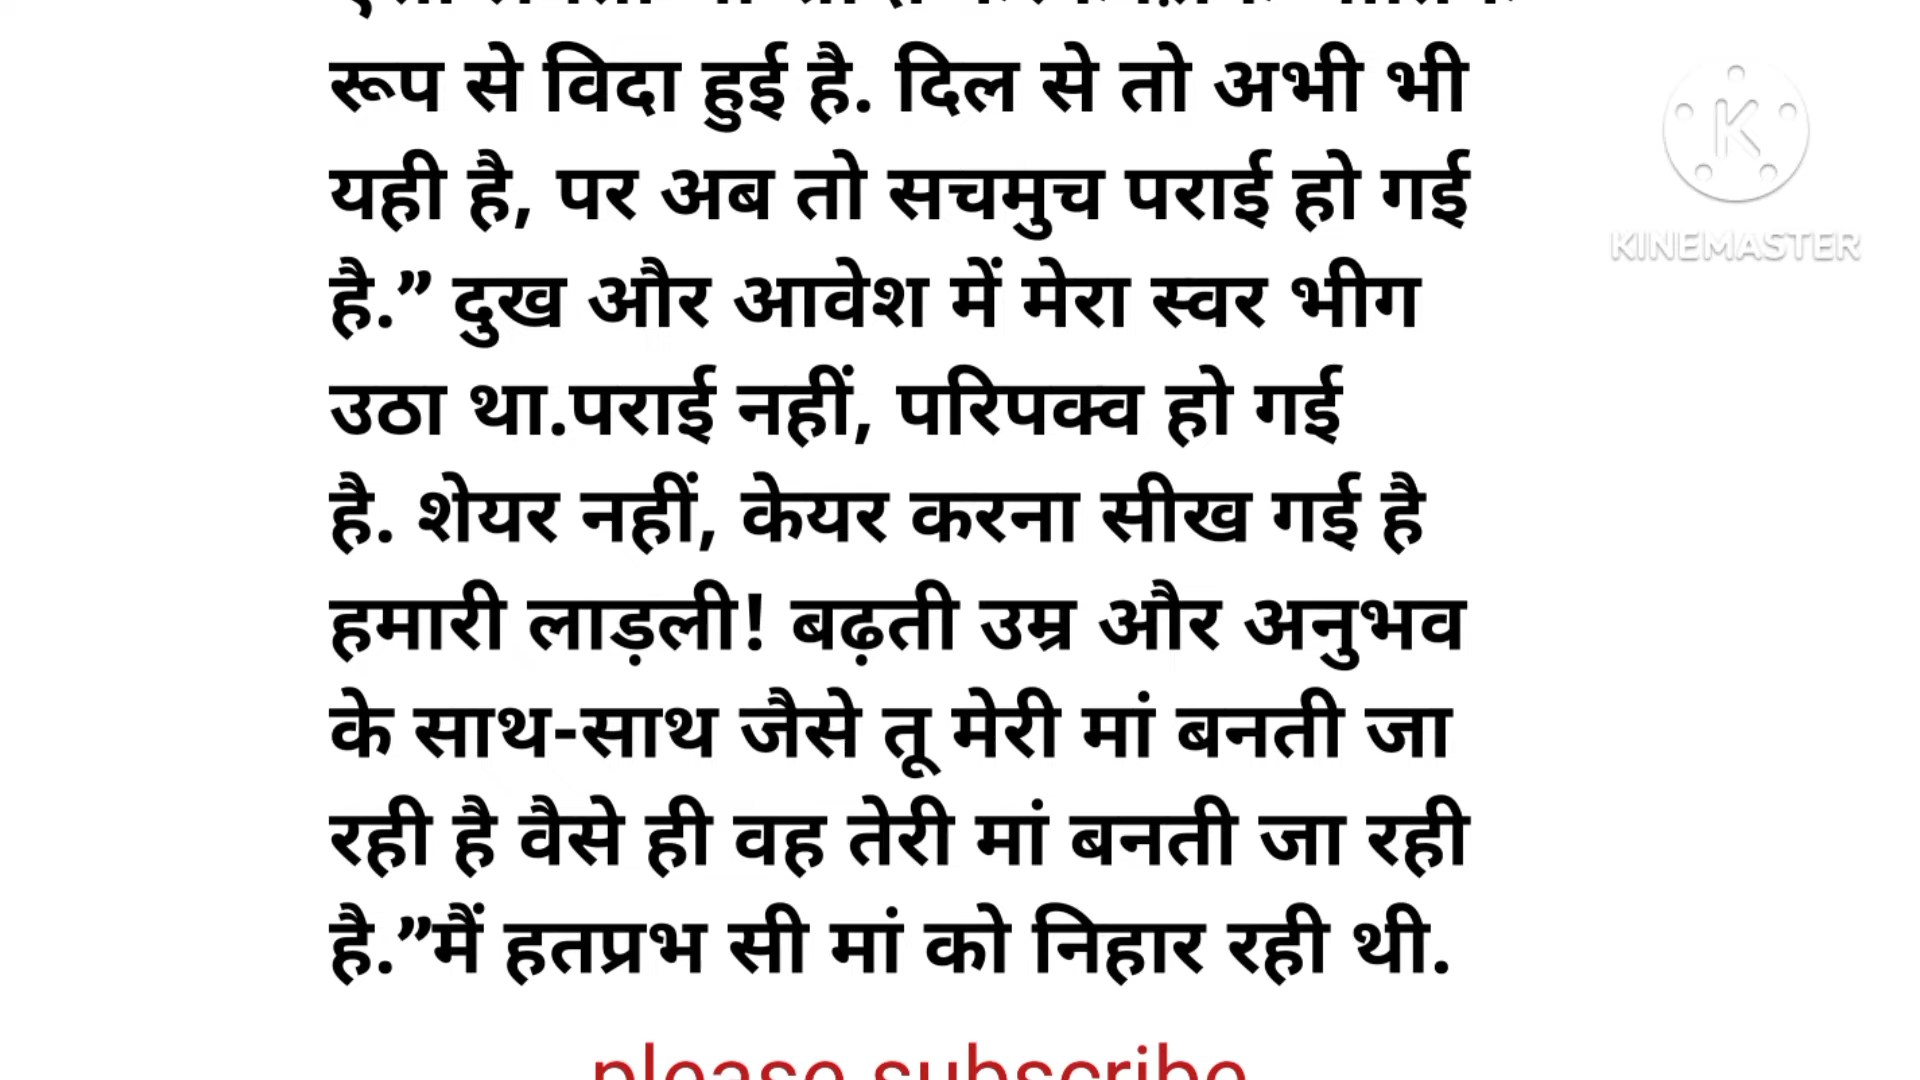 रूप से विदा हुई है. दिल से तो अभी भी
यही है, पर अब तो सचमुच पराई हो गई
है.” दुख और आवेश में मेरा स्वर भीग
उठा था.पराई नहीं, परिपक्व हो गई
है. शेयर नहीं, केयर करना सीख गई है
हमारी लाड़ली! बढ़ती उम्र और अनुभव
के साथ-साथ जैसे तू मेरी मां बनती जा
रही है वैसे ही वह तेरी मां बनती जा रही
है.”मैं हतप्रभ सी मां को निहार रही थी.
please subscribe
K
KINEMASTER